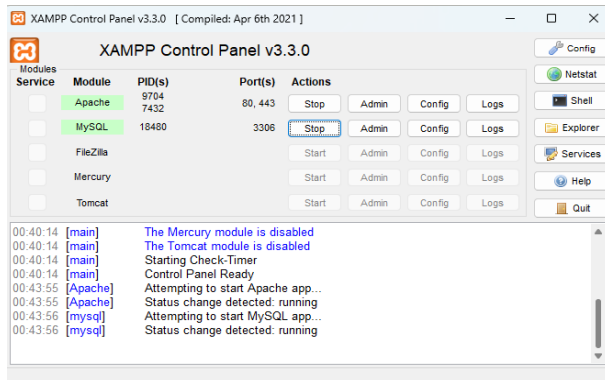 XAMPP Control Panel v3.3.0 [ Compiled: Apr 6th 2021 ]
XAMPP Control Panel v3.3.0
Config
Modules
Service Module PID(s) Port(s) Actions
Netstat
Apache 9704 7432 80, 443 Stop Admin Config Logs
Shell
MySQL 18480 3306 Stop Admin Config Logs
Explorer
FileZilla Start Admin Config Logs
Services
Mercury Start Admin Config Logs
Help
Tomcat Start Admin Config Logs
Quit
00:40:14 [main] The Mercury module is disabled
00:40:14 [main] The Tomcat module is disabled
00:40:14 [main] Starting Check-Timer
00:40:14 [main] Control Panel Ready
00:43:55 [Apache] Attempting to start Apache app...
00:43:55 [Apache] Status change detected: running
00:43:56 [mysql] Attempting to start MySQL app...
00:43:56 [mysql] Status change detected: running